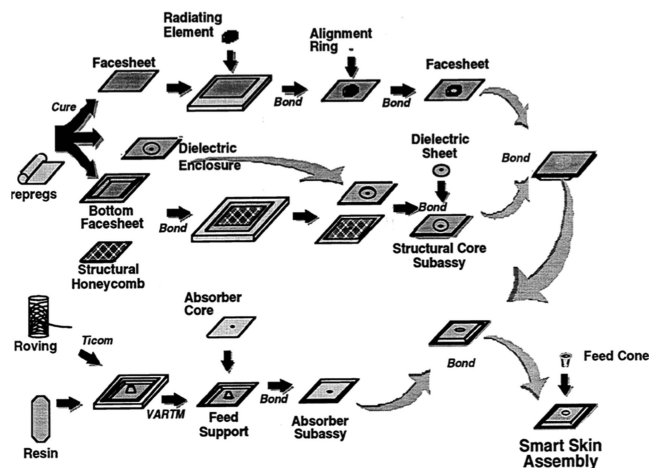 Radiating
Element
Alignment
Ring
Facesheet
Facesheet
Cure
Bond
Bond
Dielectric
Enclosure
Dielectric
Sheet
Bond
repregs
Bottom
Facesheet
Bond
Bond
Structural Core
Subassy
Structural
Honeycomb
Absorber
Core
Roving
Ticom
Bond
Feed Cone
VARTM
Feed
Support
Bond
Absorber
Subassy
Resin
Smart Skin
Assembly